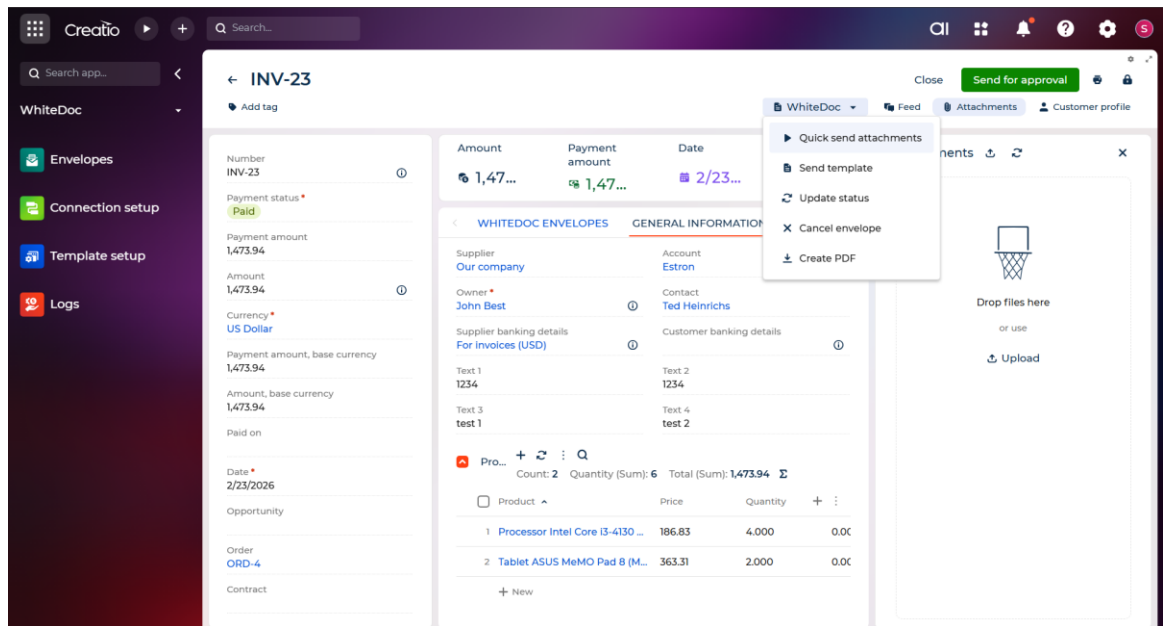 Creatio
Search...
Search app...
WhiteDoc
Envelopes
Connection setup
Template setup
Logs
INV-23
Close
Send for approval
Add tag
WhiteDoc
Feed
Attachments
Customer profile
Quick send attachments
Send template
Update status
Cancel envelope
Create PDF
Number
INV-23
Payment status*
Paid
Payment amount
1,473.94
Amount
1,473.94
Currency*
US Dollar
Payment amount, base currency
1,473.94
Amount, base currency
1,473.94
Paid on
Date*
2/23/2026
Opportunity
Order
ORD-4
Contract
Amount
1,47...
Payment
amount
1,47...
Date
2/23...
WHITEDOC ENVELOPES
GENERAL INFORMATION
Supplier
Our company
Account
Estron
Owner*
John Best
Contact
Ted Heinrichs
Supplier banking details
For invoices (USD)
Customer banking details
Text 1
1234
Text 2
1234
Text 3
test 1
Text 4
test 2
Pro...
Count: 2 Quantity (Sum): 6 Total (Sum): 1,473.94 Σ
Product Price Quantity
1 Processor Intel Core i3-4130 ... 186.83 4.000 0.00
2 Tablet ASUS MeMO Pad 8 (M... 363.31 2.000 0.00
+ New
ments
Drop files here
or use
Upload
ai
S